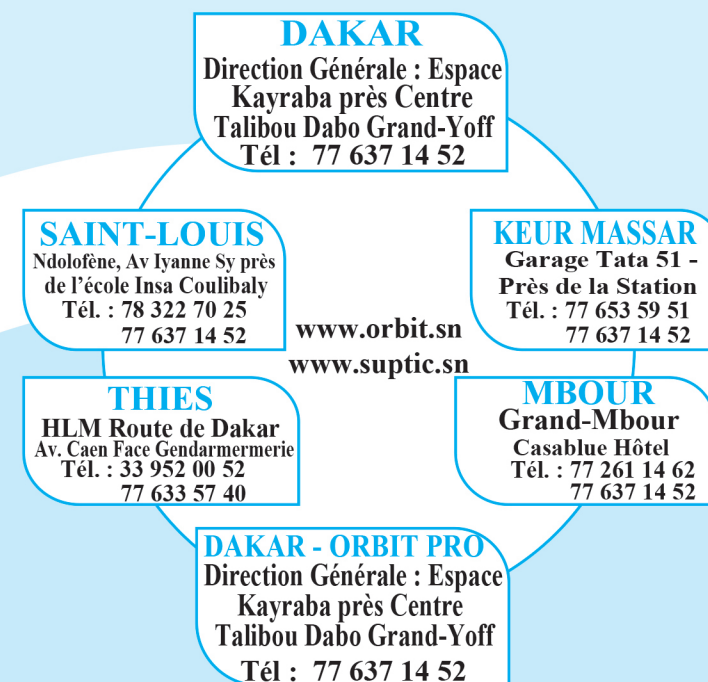 DAKAR
Direction Générale : Espace
Kayraba près Centre
Talibou Dabo Grand-Yoff
Tél : 77 637 14 52
SAINT-LOUIS
Ndolofène, Av Iyanne Sy près
de l’école Insa Coulibaly
Tél. : 78 322 70 25
77 637 14 52
KEUR MASSAR
Garage Tata 51 -
Près de la Station
Tél. : 77 653 59 51
77 637 14 52
www.orbit.sn
www.suptic.sn
THIES
HLM Route de Dakar
Av. Caen Face Gendarmermerie
Tél. : 33 952 00 52
77 633 57 40
MBOUR
Grand-Mbour
Casablue Hôtel
Tél. : 77 261 14 62
77 637 14 52
DAKAR - ORBIT PRO
Direction Générale : Espace
Kayraba près Centre
Talibou Dabo Grand-Yoff
Tél : 77 637 14 52